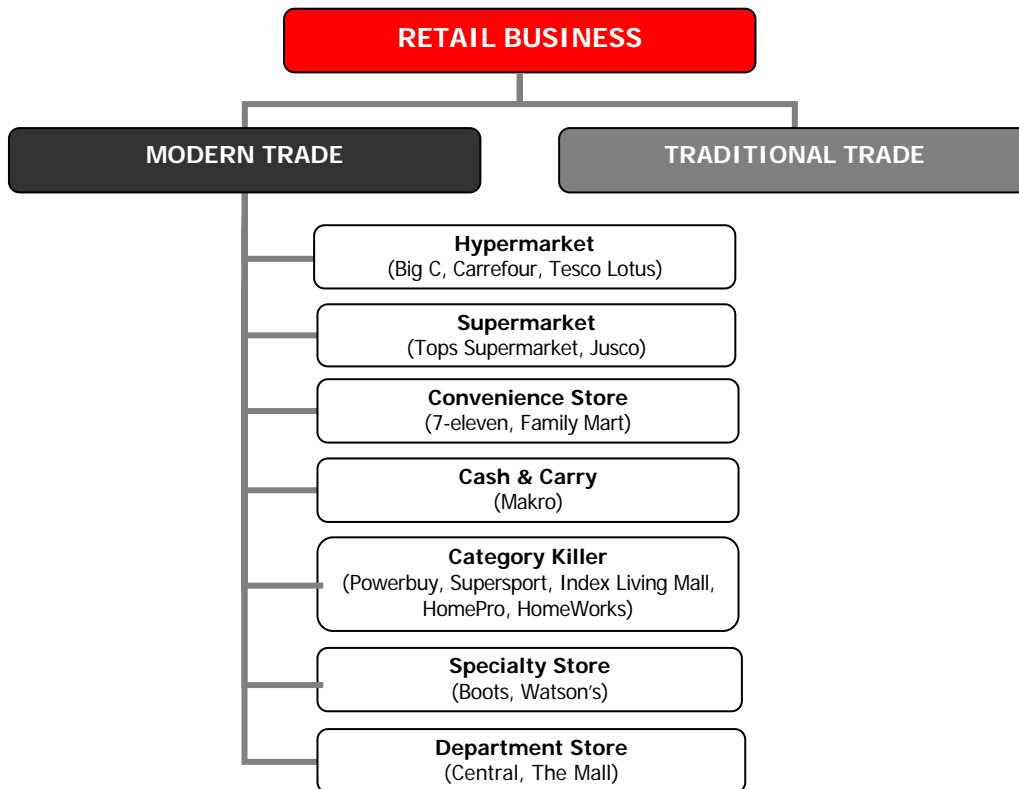 RETAIL BUSINESS
MODERN TRADE
TRADITIONAL TRADE
Hypermarket
(Big C, Carrefour, Tesco Lotus)
Supermarket
(Tops Supermarket, Jusco)
Convenience Store
(7-eleven, Family Mart)
Cash & Carry
(Makro)
Category Killer
(Powerbuy, Supersport, Index Living Mall,
HomePro, HomeWorks)
Specialty Store
(Boots, Watson’s)
Department Store
(Central, The Mall)